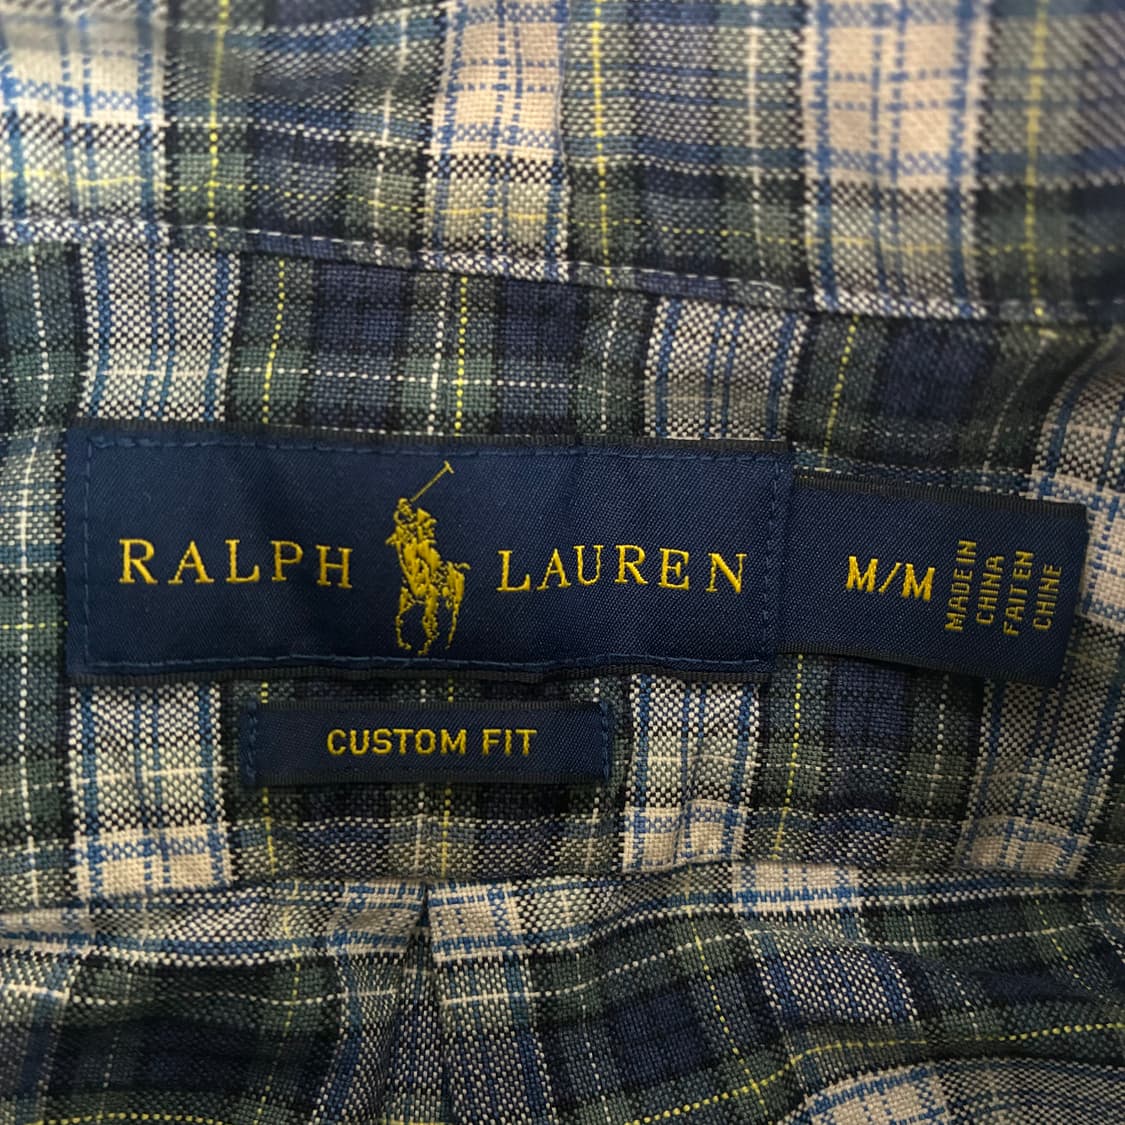 RALPH LAUREN
M/M
MADE IN
CHINA
FAIT EN
CHINE
CUSTOM FIT